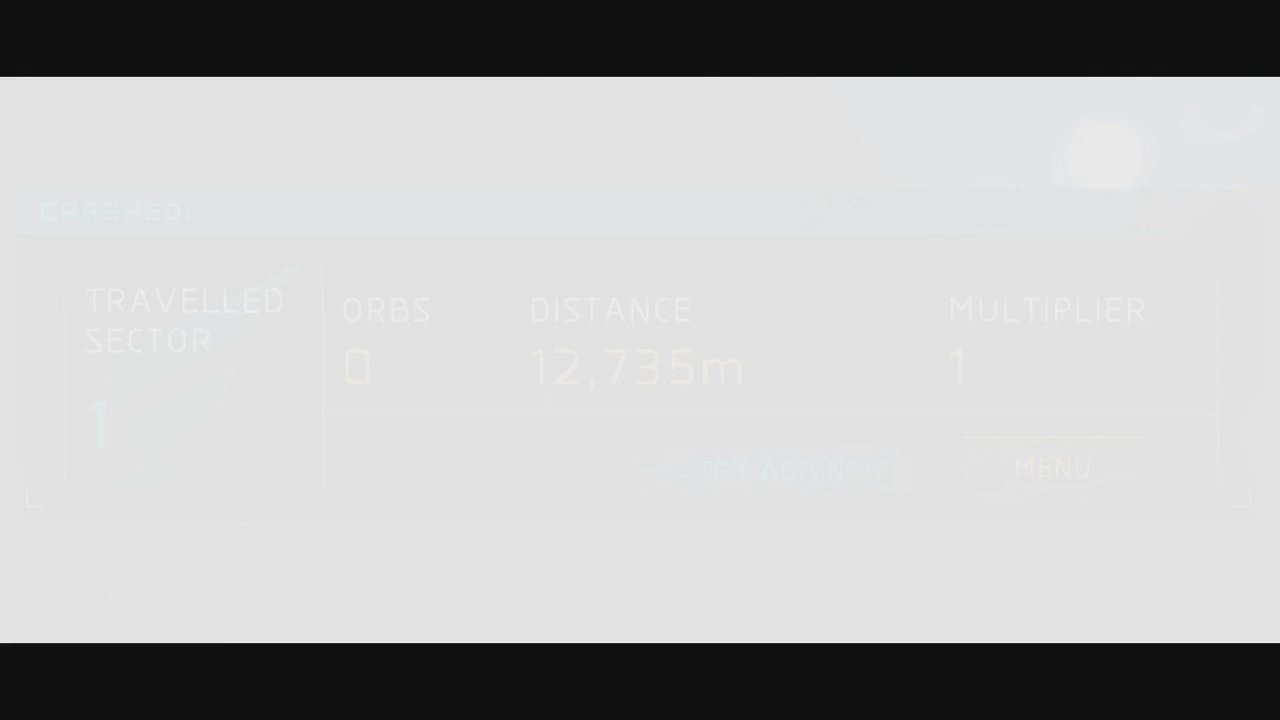 CRASHED!
TRAVELLED
SECTOR
1
ORBS
0
DISTANCE
12,735m
MULTIPLIER
1
TRY AGAIN
MENU